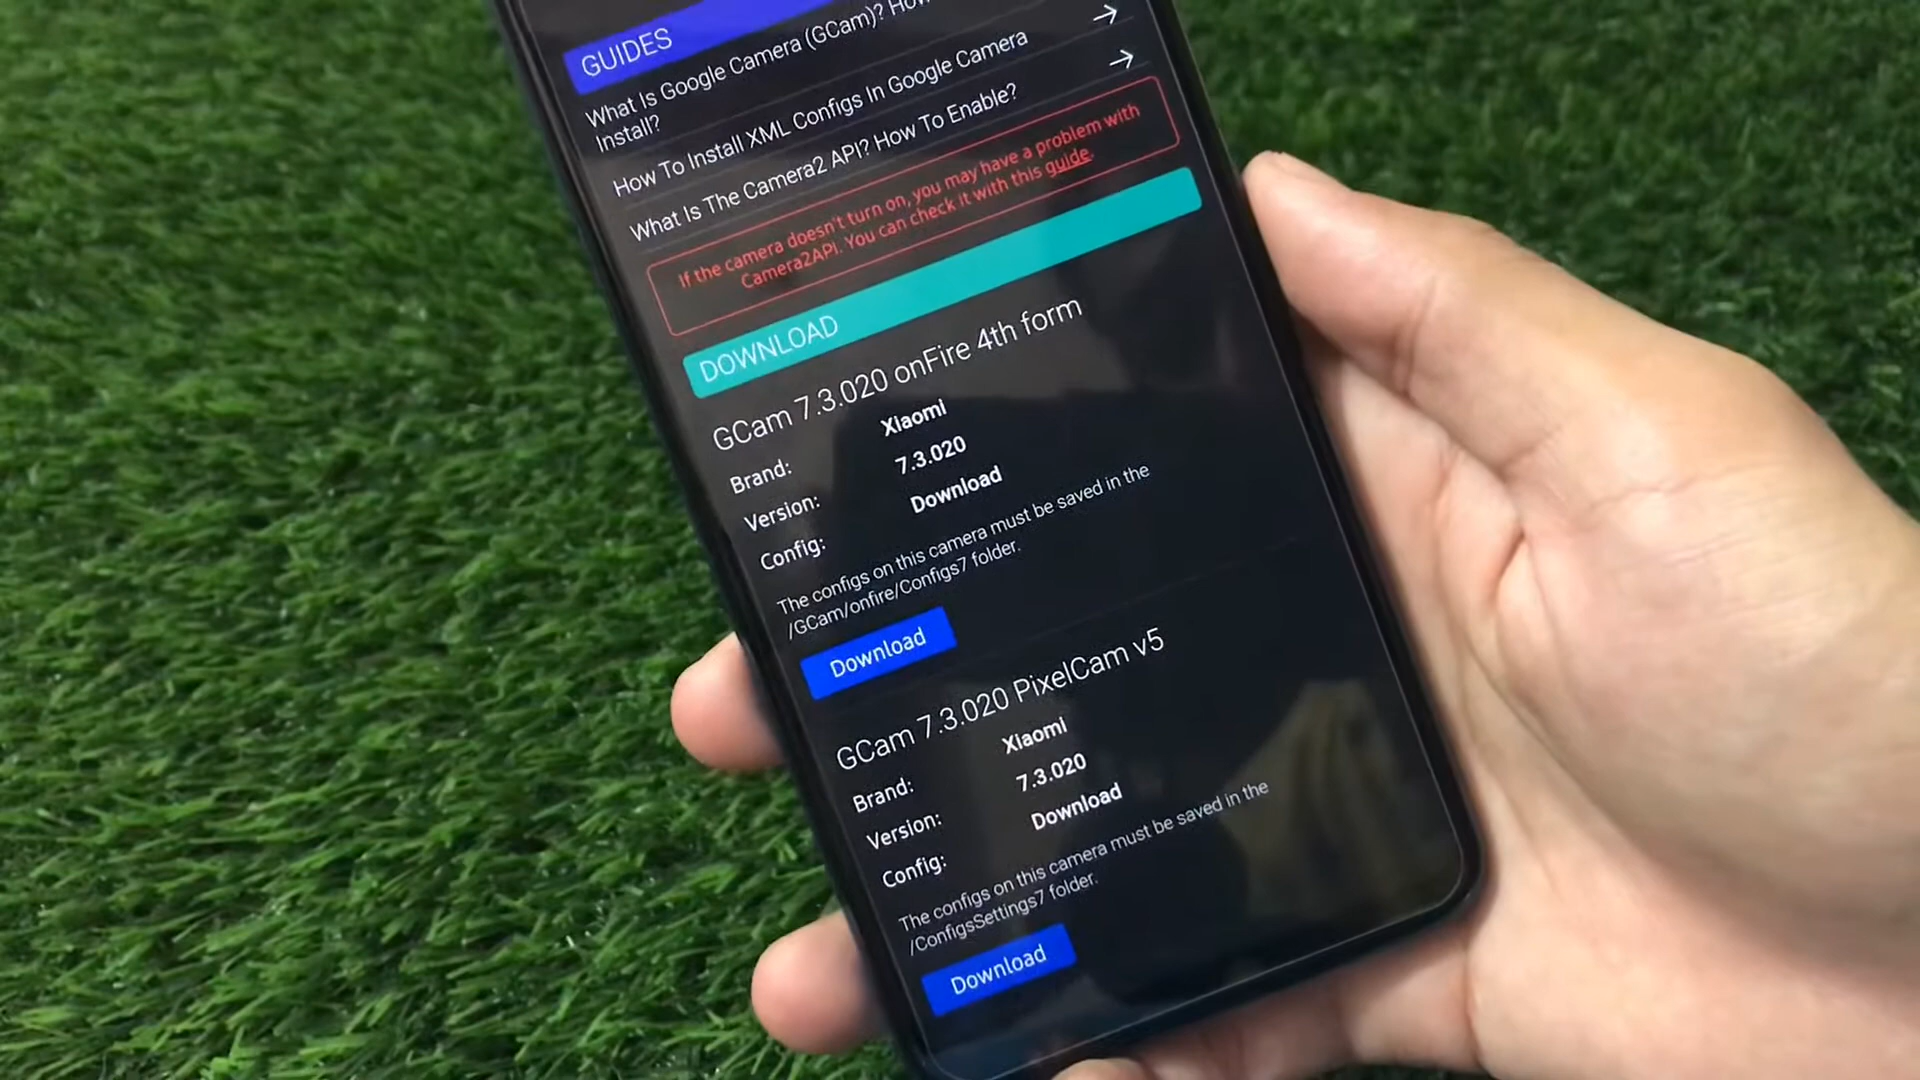 GUIDES
What Is Google Camera (GCam)? How
Install?
How To Install XML Configs In Google Camera
What Is The Camera2 API? How To Enable?
If the camera doesn't turn on, you may have a problem with
Camera2API. You can check it with this guide.
DOWNLOAD
GCam 7.3.020 onFire 4th form
Brand: Xiaomi
Version: 7.3.020
Config: Download
The configs on this camera must be saved in the
/GCam/onfire/Configs7 folder.
Download
GCam 7.3.020 PixelCam v5
Brand: Xiaomi
Version: 7.3.020
Config: Download
The configs on this camera must be saved in the
/ConfigsSettings7 folder.
Download